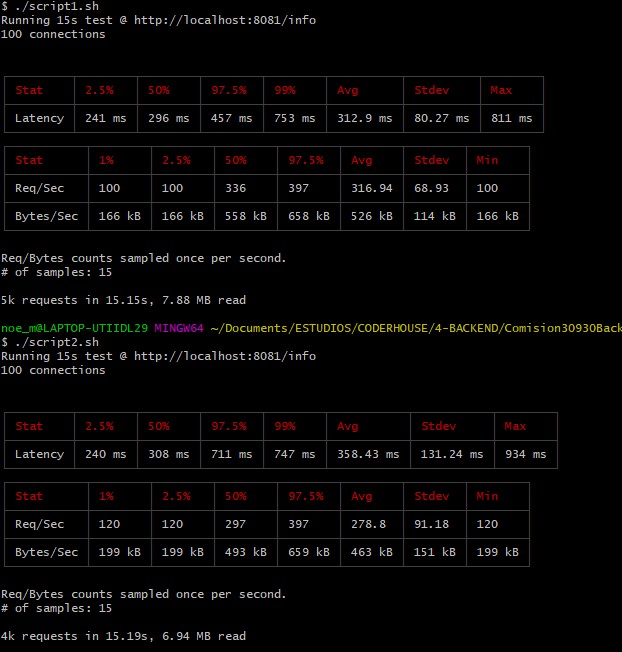 $ ./script1.sh
Running 15s test @ http://localhost:8081/info
100 connections
Stat 2.5% 50% 97.5% 99% Avg Stdev Max
Latency 241 ms 296 ms 457 ms 753 ms 312.9 ms 80.27 ms 811 ms
Stat 1% 2.5% 50% 97.5% Avg Stdev Min
Req/Sec 100 100 336 397 316.94 68.93 100
Bytes/Sec 166 kB 166 kB 558 kB 658 kB 526 kB 114 kB 166 kB
Req/Bytes counts sampled once per second.
# of samples: 15
5k requests in 15.15s, 7.88 MB read
noe_m@LAPTOP-UTIIDL29 MINGW64 ~/Documents/ESTUDIOS/CODERHOUSE/4-BACKEND/Comision30930Back
$ ./script2.sh
Running 15s test @ http://localhost:8081/info
100 connections
Stat 2.5% 50% 97.5% 99% Avg Stdev Max
Latency 240 ms 308 ms 711 ms 747 ms 358.43 ms 131.24 ms 934 ms
Stat 1% 2.5% 50% 97.5% Avg Stdev Min
Req/Sec 120 120 297 397 278.8 91.18 120
Bytes/Sec 199 kB 199 kB 493 kB 659 kB 463 kB 151 kB 199 kB
Req/Bytes counts sampled once per second.
# of samples: 15
4k requests in 15.19s, 6.94 MB read